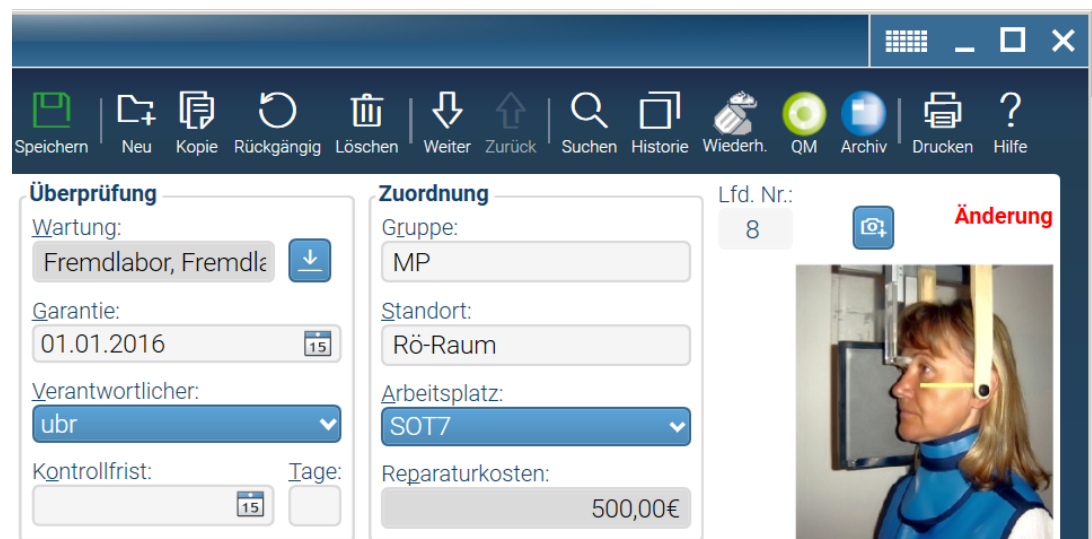 Speichern Neu Kopie Rückgängig Löschen Weiter Zurück Suchen Historie Wiederh. QM Archiv Drucken Hilfe
Überprüfung
Wartung:
Fremdlabor,
Garantie:
01.01.2016 15
Verantwortlicher:
ubr
Kontrollfrist: Tage:
15
Zuordnung
Gruppe:
MP
Standort:
Rö-Raum
Arbeitsplatz:
SOT7
Reparaturkosten:
500,00€
Lfd. Nr.:
8
Änderung